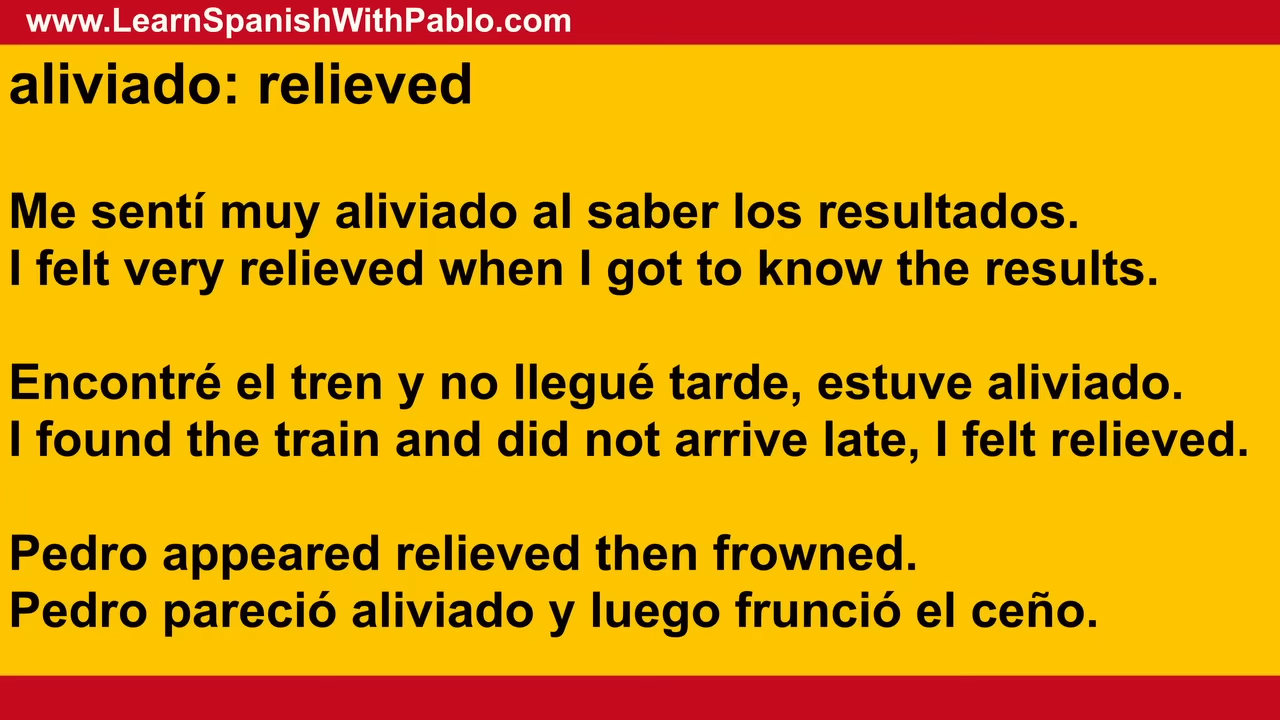 www.LearnSpanishWithPablo.com
aliviado: relieved
Me sentí muy aliviado al saber los resultados.
I felt very relieved when I got to know the results.
Encontré el tren y no llegué tarde, estuve aliviado.
I found the train and did not arrive late, I felt relieved.
Pedro appeared relieved then frowned.
Pedro pareció aliviado y luego frunció el ceño.